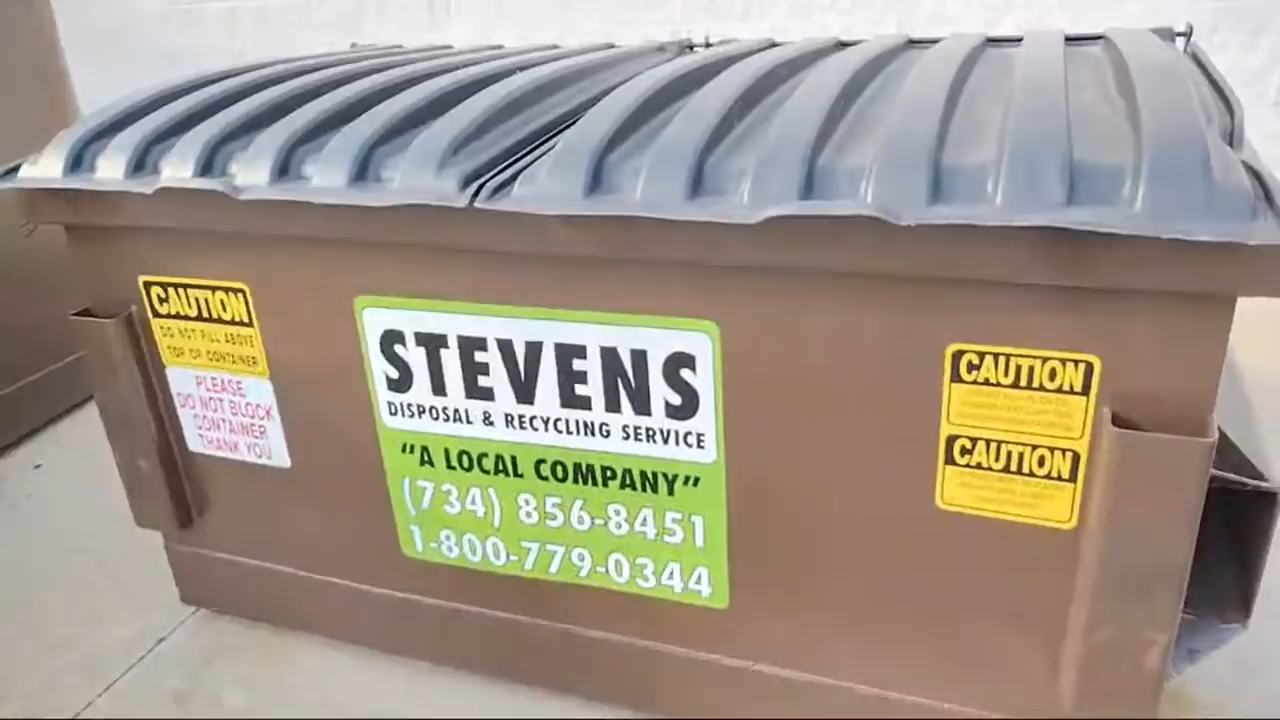 CAUTION
DO NOT FILL ABOVE
TOP OF CONTAINER
PLEASE
DO NOT BLOCK
CONTAINER
THANK YOU
STEVENS
DISPOSAL & RECYCLING SERVICE
"A LOCAL COMPANY"
(734) 856-8451
1-800-779-0344
CAUTION
CAUTION